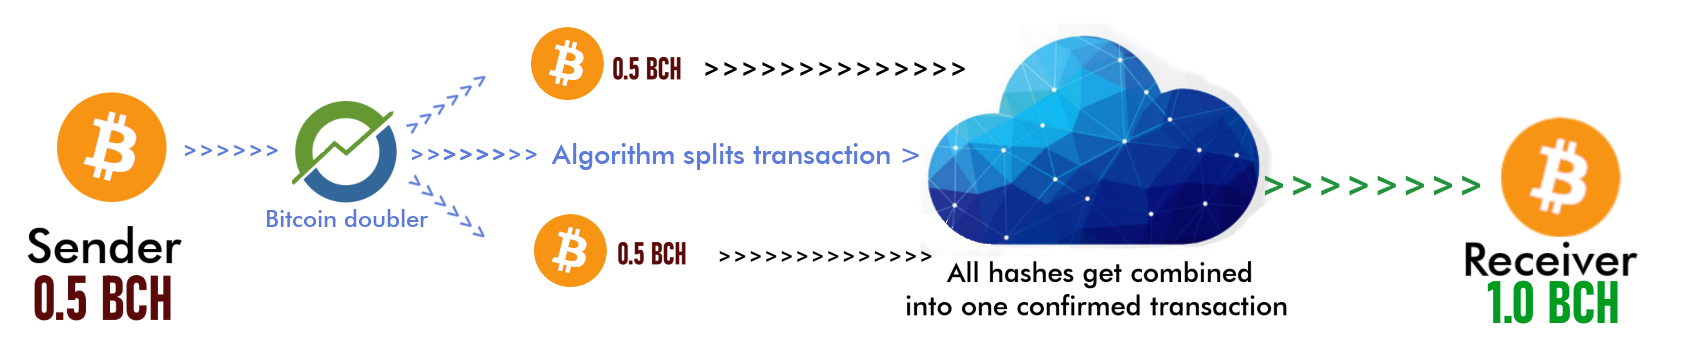 Sender
0.5 BCH
>>>>>>
Bitcoin doubler
0.5 BCH >>>>>>>>>>>>>>
>>>>>>>> Algorithm splits transaction >
0.5 BCH >>>>>>>>>>>>>>
All hashes get combined
into one confirmed transaction
>>>>>>>>
Receiver
1.0 BCH